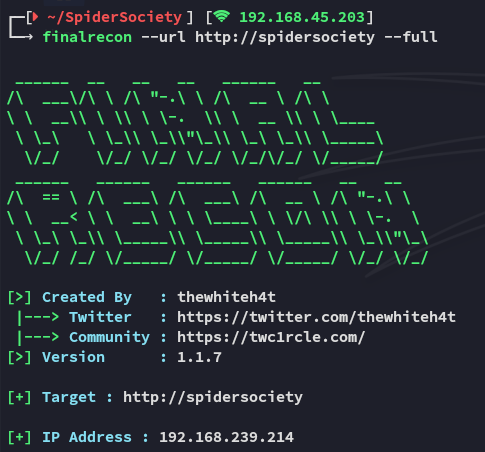 ┌─[ ~/SpiderSociety ] [ 192.168.45.203]
└─→ finalrecon --url http://spidersociety --full
 ______  __   __   __   ______   __
/\  ___\/\ \ /\ "-.\ \ /\  __ \ /\ \
\ \  __\\ \ \\ \ \-.  \\ \  __ \\ \ \____
 \ \_\   \ \_\\ \_\\"\_\\ \_\ \_\\ \_____\
  \/_/    \/_/ \/_/ \/_/ \/_/\/_/ \/_____/
 ______   ______   ______   ______   __   __
/\  == \ /\  ___\ /\  ___\ /\  __ \ /\ "-.\ \
\ \  __< \ \  __\ \ \ \____\ \ \/\ \\ \ \-.  \
 \ \_\ \_\\ \_____\\ \_____\\ \_____\\ \_\\"\_\
  \/_/ /_/ \/_____/ \/_____/ \/_____/ \/_/ \/_/
[>] Created By   : thewhiteh4t
 |---> Twitter   : https://twitter.com/thewhiteh4t
 |---> Community : https://twc1rcle.com/
[>] Version      : 1.1.7
[+] Target : http://spidersociety
[+] IP Address : 192.168.239.214